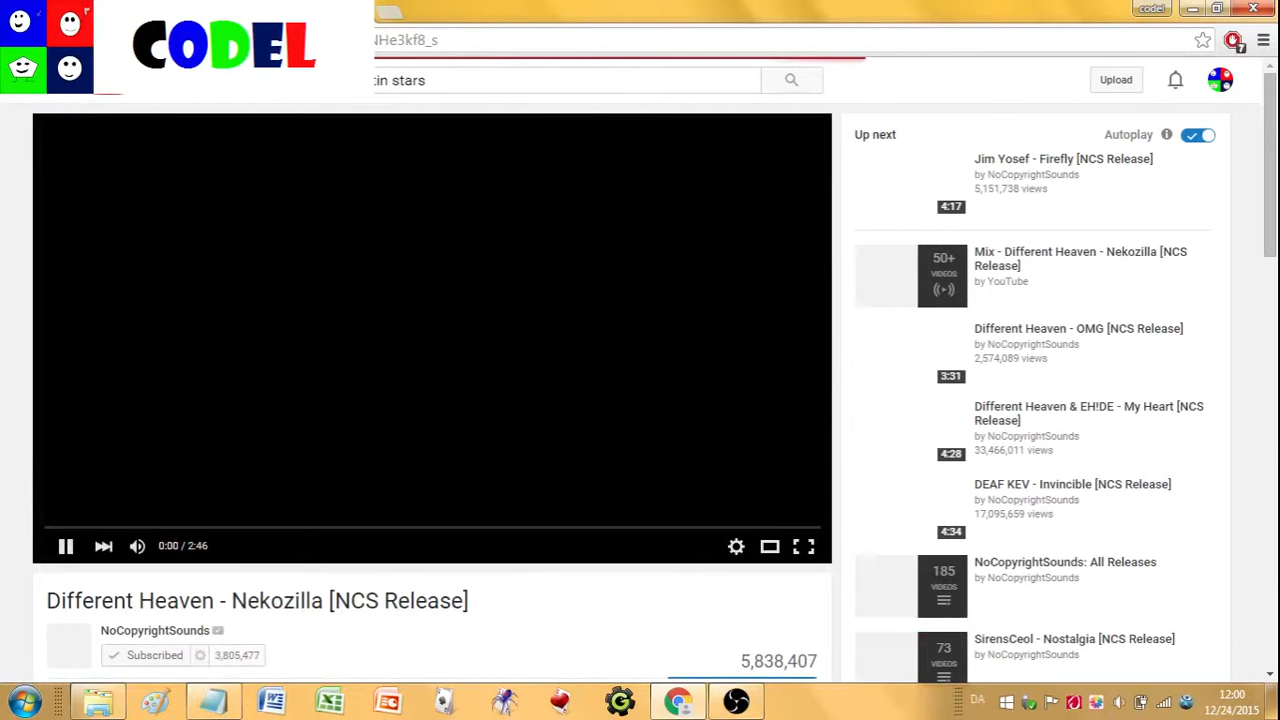 CODEL
codel
NHe3kf8_s
7
tin stars
Upload
Up next
Autoplay
Jim Yosef - Firefly [NCS Release]
by NoCopyrightSounds
5,151,738 views
4:17
50+
VIDEOS
Mix - Different Heaven - Nekozilla [NCS
Release]
by YouTube
Different Heaven - OMG [NCS Release]
by NoCopyrightSounds
2,574,089 views
3:31
Different Heaven & EH!DE - My Heart [NCS
Release]
by NoCopyrightSounds
33,466,011 views
4:28
DEAF KEV - Invincible [NCS Release]
by NoCopyrightSounds
17,095,659 views
4:34
185
VIDEOS
NoCopyrightSounds: All Releases
by NoCopyrightSounds
73
VIDEOS
SirensCeol - Nostalgia [NCS Release]
by NoCopyrightSounds
0:00 / 2:46
Different Heaven - Nekozilla [NCS Release]
NoCopyrightSounds
Subscribed 3,805,477
5,838,407
DA
12:00
12/24/2015